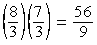 (8/3)(7/3) = 56/9